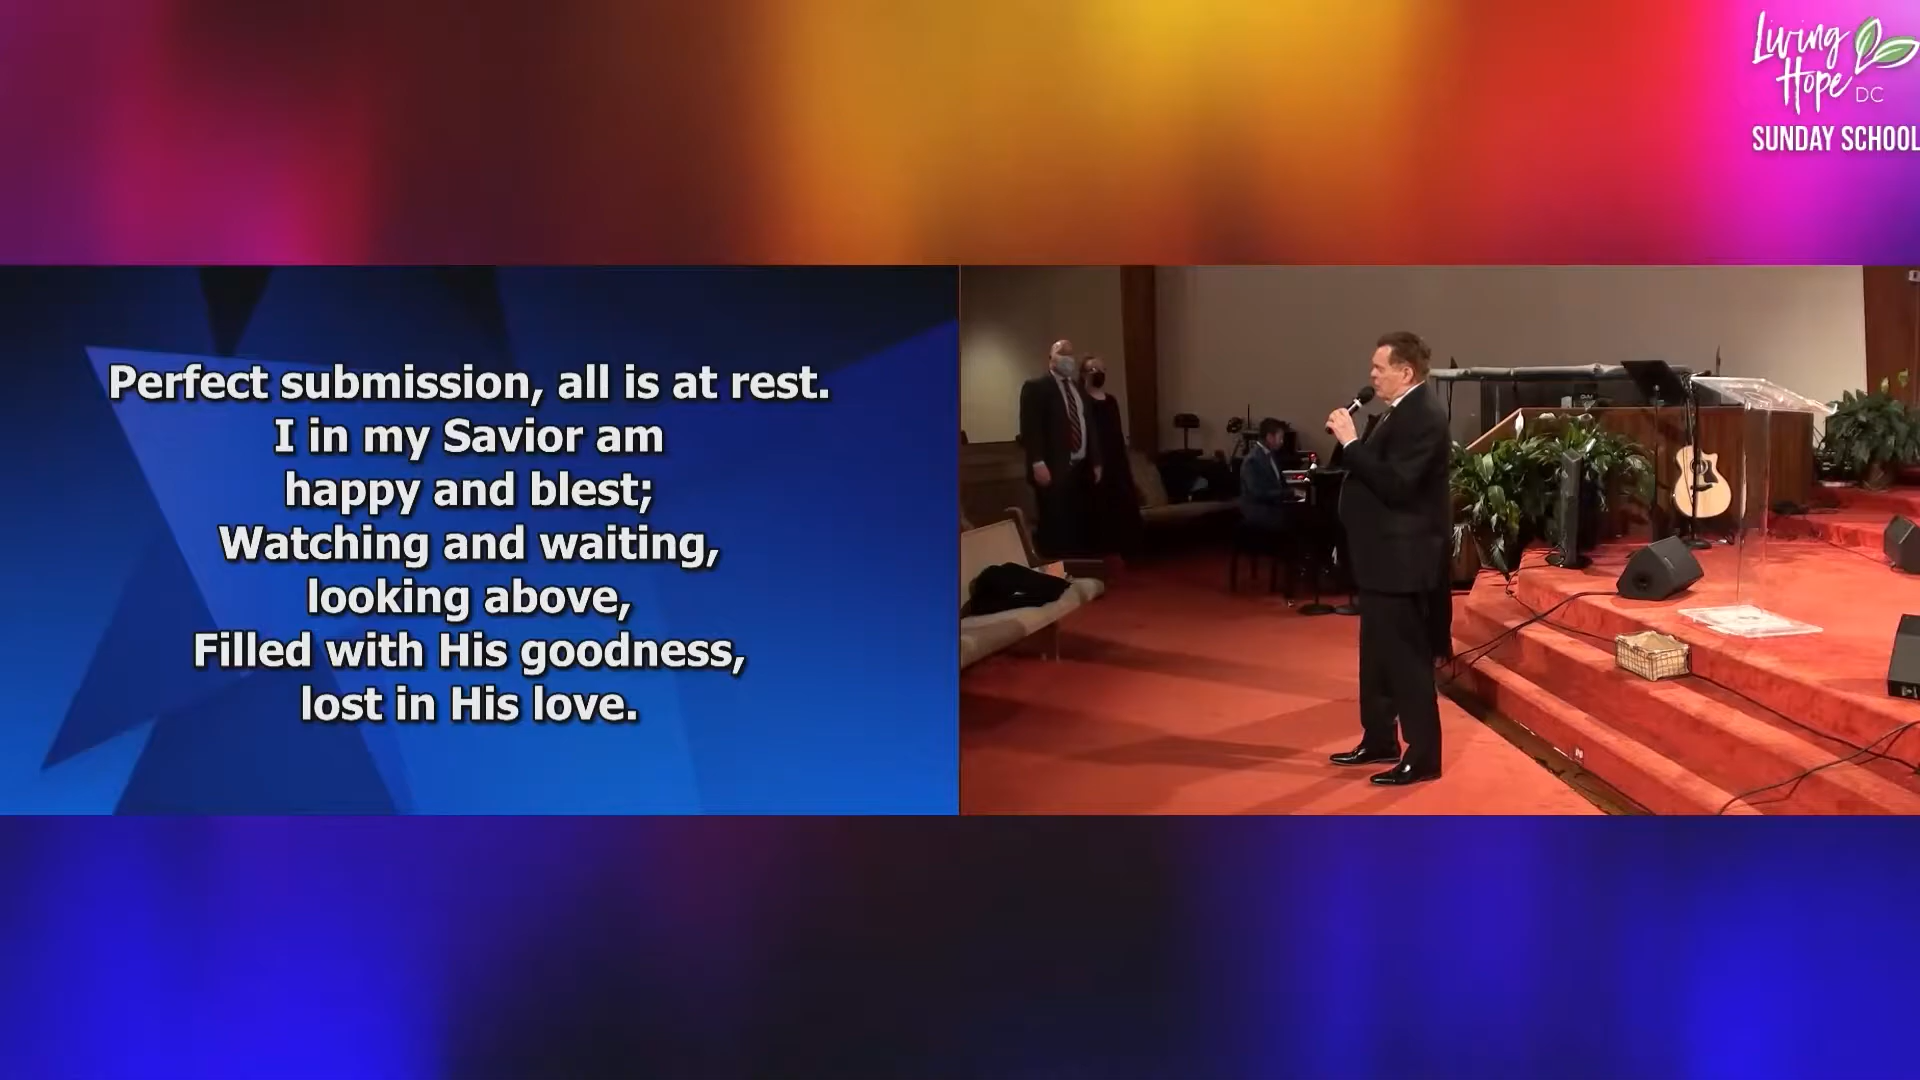 Living
Hope
DC
SUNDAY SCHOOL
Perfect submission, all is at rest.
I in my Savior am
happy and blest;
Watching and waiting,
looking above,
Filled with His goodness,
lost in His love.